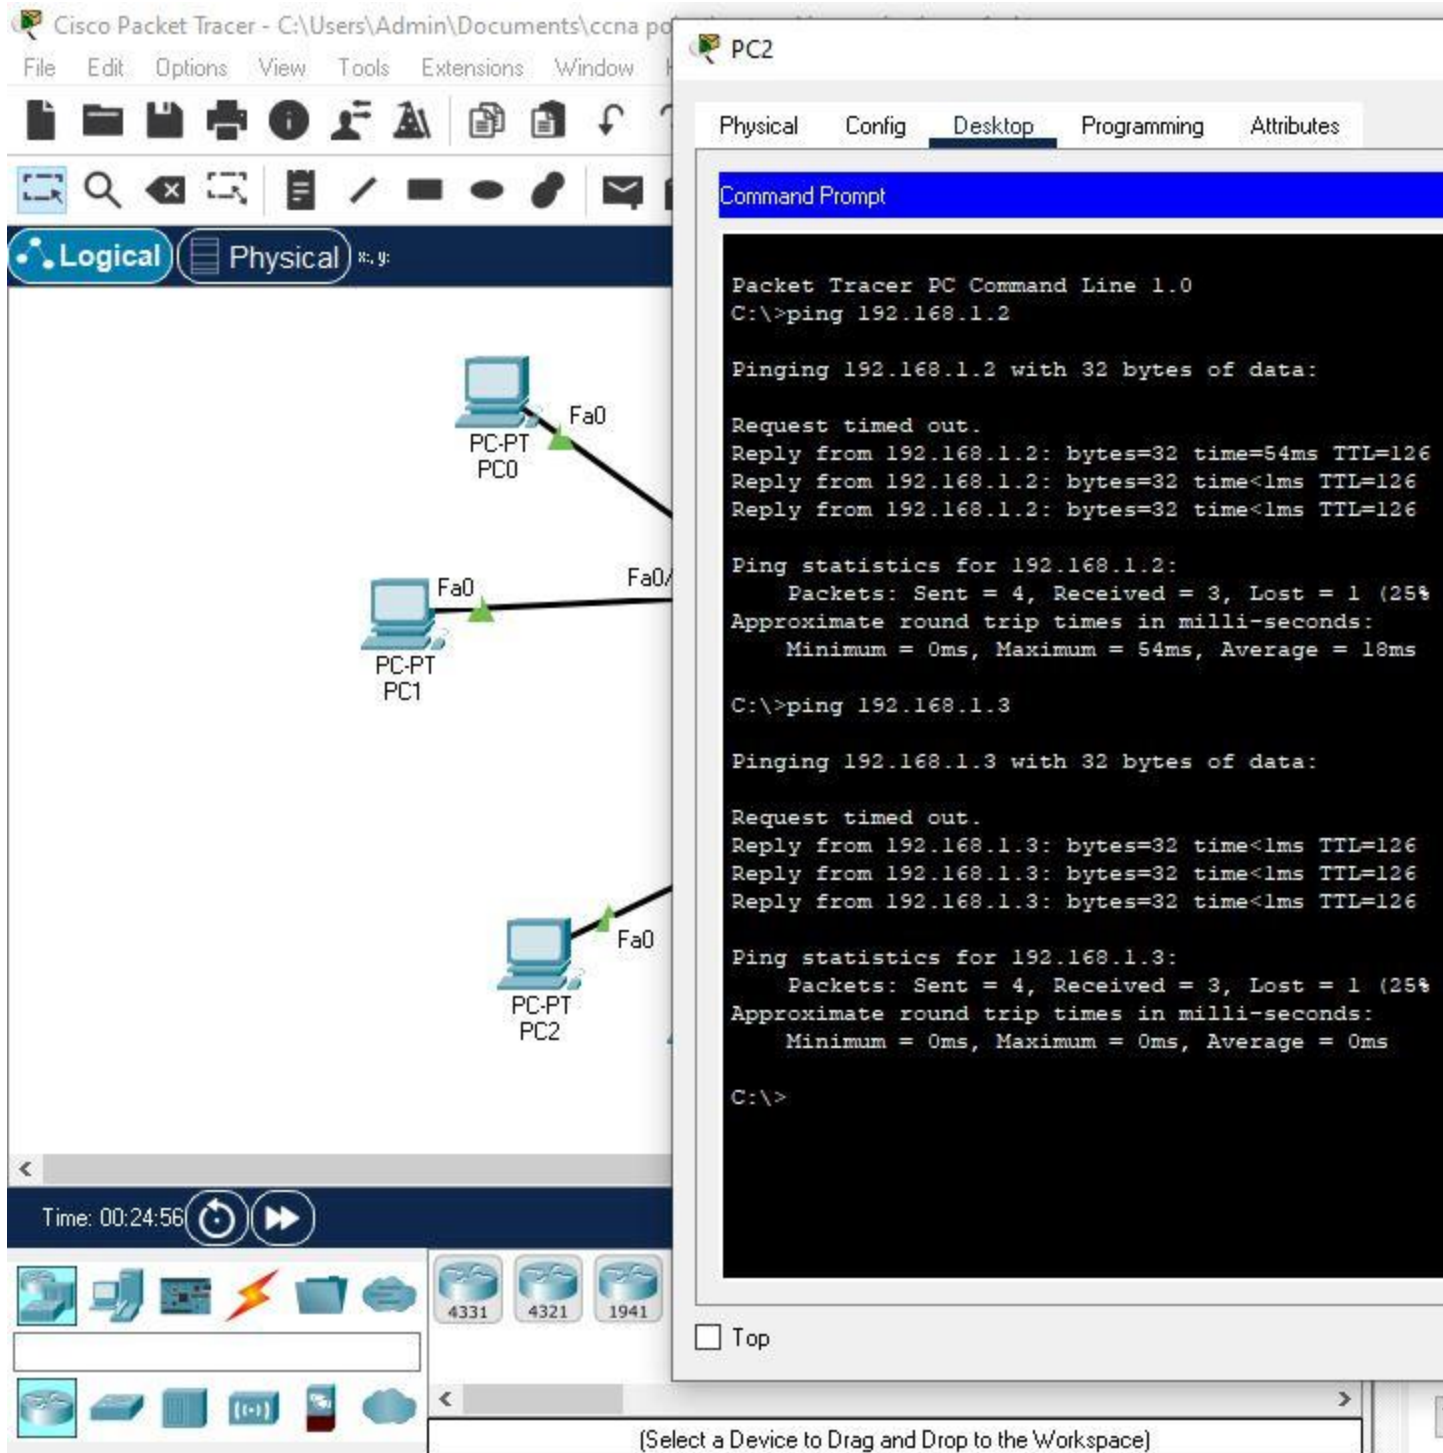 Cisco Packet Tracer - C:\Users\Admin\Documents\ccna
File Edit Options View Tools Extensions Window
Logical Physical x:, y:
PC-PT
PC0
Fa0
PC-PT
PC1
Fa0
Fa0/
PC-PT
PC2
Fa0
Time: 00:24:56
4331 4321 1941
(Select a Device to Drag and Drop to the Workspace)
PC2
Physical Config Desktop Programming Attributes
Command Prompt
Packet Tracer PC Command Line 1.0
C:\>ping 192.168.1.2
Pinging 192.168.1.2 with 32 bytes of data:
Request timed out.
Reply from 192.168.1.2: bytes=32 time=54ms TTL=126
Reply from 192.168.1.2: bytes=32 time<1ms TTL=126
Reply from 192.168.1.2: bytes=32 time<1ms TTL=126
Ping statistics for 192.168.1.2:
Packets: Sent = 4, Received = 3, Lost = 1 (25%
Approximate round trip times in milli-seconds:
Minimum = 0ms, Maximum = 54ms, Average = 18ms
C:\>ping 192.168.1.3
Pinging 192.168.1.3 with 32 bytes of data:
Request timed out.
Reply from 192.168.1.3: bytes=32 time<1ms TTL=126
Reply from 192.168.1.3: bytes=32 time<1ms TTL=126
Reply from 192.168.1.3: bytes=32 time<1ms TTL=126
Ping statistics for 192.168.1.3:
Packets: Sent = 4, Received = 3, Lost = 1 (25%
Approximate round trip times in milli-seconds:
Minimum = 0ms, Maximum = 0ms, Average = 0ms
C:\>
Top